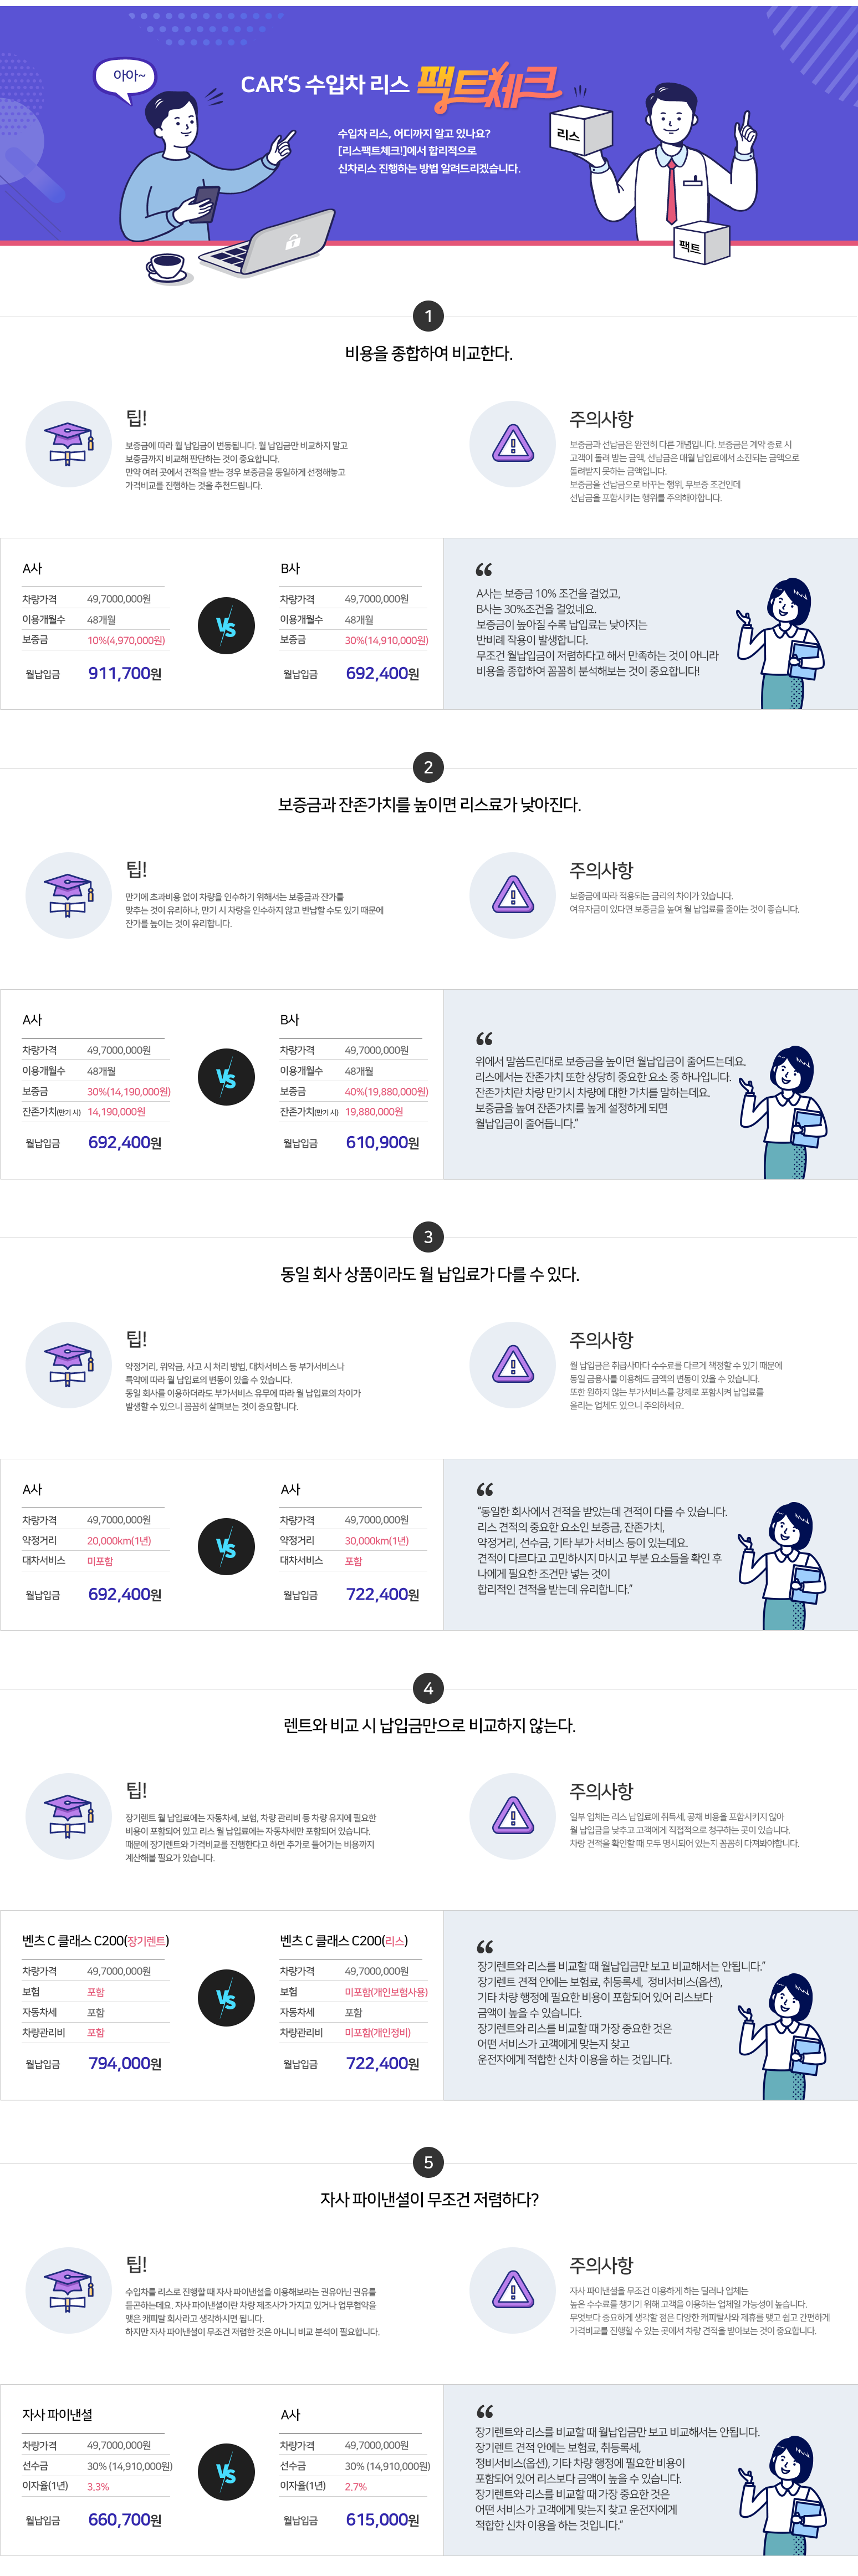 아아~
CAR'S 수입차 리스 팩트체크
수입차 리스, 어디까지 알고 있나요?
[리스팩트체크!]에서 합리적으로
신차리스 진행하는 방법 알려드리겠습니다.
리스
팩트
1
비용을 종합하여 비교한다.
팁!
보증금에 따라 월 납입금이 변동됩니다. 월 납입금만 비교하지 말고
보증금까지 비교해 판단하는 것이 중요합니다.
만약 여러 곳에서 견적을 받는 경우 보증금을 동일하게 선정해놓고
가격비교를 진행하는 것을 추천드립니다.
주의사항
보증금과 선납금은 완전히 다른 개념입니다. 보증금은 계약 종료 시
고객이 돌려 받는 금액, 선납금은 매월 납입료에서 소진되는 금액으로
돌려받지 못하는 금액입니다.
보증금을 선납금으로 바꾸는 행위, 무보증 조건인데
선납금을 포함시키는 행위를 주의해야합니다.
A사
차량가격 49,7000,000원
이용개월수 48개월
보증금 10%(4,970,000원)
월납입금 911,700원
VS
B사
차량가격 49,7000,000원
이용개월수 48개월
보증금 30%(14,910,000원)
월납입금 692,400원
“
A사는 보증금 10% 조건을 걸었고,
B사는 30%조건을 걸었네요.
보증금이 높아질 수록 납입료는 낮아지는
반비례 작용이 발생합니다.
무조건 월납입금이 저렴하다고 해서 만족하는 것이 아니라
비용을 종합하여 꼼꼼히 분석해보는 것이 중요합니다!
2
보증금과 잔존가치를 높이면 리스료가 낮아진다.
팁!
만기에 초과비용 없이 차량을 인수하기 위해서는 보증금과 잔가를
맞추는 것이 유리하나, 만기 시 차량을 인수하지 않고 반납할 수도 있기 때문에
잔가를 높이는 것이 유리합니다.
주의사항
보증금에 따라 적용되는 금리의 차이가 있습니다.
여유자금이 있다면 보증금을 높여 월 납입료를 줄이는 것이 좋습니다.
A사
차량가격 49,7000,000원
이용개월수 48개월
보증금 30%(14,190,000원)
잔존가치(만기 시) 14,190,000원
월납입금 692,400원
VS
B사
차량가격 49,7000,000원
이용개월수 48개월
보증금 40%(19,880,000원)
잔존가치(만기 시) 19,880,000원
월납입금 610,900원
“
위에서 말씀드린대로 보증금을 높이면 월납입금이 줄어드는데요.
리스에서는 잔존가치 또한 상당히 중요한 요소 중 하나입니다.
잔존가치란 차량 만기시 차량에 대한 가치를 말하는데요.
보증금을 높여 잔존가치를 높게 설정하게 되면
월납입금이 줄어듭니다.”
3
동일 회사 상품이라도 월 납입료가 다를 수 있다.
팁!
약정거리, 위약금, 사고 시 처리 방법, 대차서비스 등 부가서비스나
특약에 따라 월 납입료의 변동이 있을 수 있습니다.
동일 회사를 이용하더라도 부가서비스 유무에 따라 월 납입료의 차이가
발생할 수 있으니 꼼꼼히 살펴보는 것이 중요합니다.
주의사항
월 납입금은 취급사마다 수수료를 다르게 책정할 수 있기 때문에
동일 금융사를 이용해도 금액의 변동이 있을 수 있습니다.
또한 원하지 않는 부가서비스를 강제로 포함시켜 납입료를
올리는 업체도 있으니 주의하세요.
A사
차량가격 49,7000,000원
약정거리 20,000km(1년)
대차서비스 미포함
월납입금 692,400원
VS
A사
차량가격 49,7000,000원
약정거리 30,000km(1년)
대차서비스 포함
월납입금 722,400원
“
“동일한 회사에서 견적을 받았는데 견적이 다를 수 있습니다.
리스 견적의 중요한 요소인 보증금, 잔존가치,
약정거리, 선수금, 기타 부가 서비스 등이 있는데요.
견적이 다르다고 고민하시지 마시고 부분 요소들을 확인 후
나에게 필요한 조건만 넣는 것이
합리적인 견적을 받는데 유리합니다.”
4
렌트와 비교 시 납입금만으로 비교하지 않는다.
팁!
장기렌트 월 납입료에는 자동차세, 보험, 차량 관리비 등 차량 유지에 필요한
비용이 포함되어 있고 리스 월 납입료에는 자동차세만 포함되어 있습니다.
때문에 장기렌트와 가격비교를 진행한다고 하면 추가로 들어가는 비용까지
계산해볼 필요가 있습니다.
주의사항
일부 업체는 리스 납입료에 취득세, 공채 비용을 포함시키지 않아
월 납입금을 낮추고 고객에게 직접적으로 청구하는 곳이 있습니다.
차량 견적을 확인할 때 모두 명시되어 있는지 꼼꼼히 다져봐야합니다.
벤츠 C 클래스 C200(장기렌트)
차량가격 49,7000,000원
보험 포함
자동차세 포함
차량관리비 포함
월납입금 794,000원
VS
벤츠 C 클래스 C200(리스)
차량가격 49,7000,000원
보험 미포함(개인보험사용)
자동차세 포함
차량관리비 미포함(개인정비)
월납입금 722,400원
“
장기렌트와 리스를 비교할 때 월납입금만 보고 비교해서는 안됩니다.”
장기렌트 견적 안에는 보험료, 취등록세, 정비서비스(옵션),
기타 차량 행정에 필요한 비용이 포함되어 있어 리스보다
금액이 높을 수 있습니다.
장기렌트와 리스를 비교할 때 가장 중요한 것은
어떤 서비스가 고객에게 맞는지 찾고
운전자에게 적합한 신차 이용을 하는 것입니다.
5
자사 파이낸셜이 무조건 저렴하다?
팁!
수입차를 리스로 진행할 때 자사 파이낸셜을 이용해보라는 권유아닌 권유를
듣곤하는데요. 자사 파이낸셜이란 차량 제조사가 가지고 있거나 업무협약을
맺은 캐피탈 회사라고 생각하시면 됩니다.
하지만 자사 파이낸셜이 무조건 저렴한 것은 아니니 비교 분석이 필요합니다.
주의사항
자사 파이낸셜을 무조건 이용하게 하는 딜러나 업체는
높은 수수료를 챙기기 위해 고객을 이용하는 업체일 가능성이 높습니다.
무엇보다 중요하게 생각할 점은 다양한 캐피탈사와 제휴를 맺고 쉽고 간편하게
가격비교를 진행할 수 있는 곳에서 차량 견적을 받아보는 것이 중요합니다.
자사 파이낸셜
차량가격 49,7000,000원
선수금 30% (14,910,000원)
이자율(1년) 3.3%
월납입금 660,700원
VS
A사
차량가격 49,7000,000원
선수금 30% (14,910,000원)
이자율(1년) 2.7%
월납입금 615,000원
“
장기렌트와 리스를 비교할 때 월납입금만 보고 비교해서는 안됩니다.
장기렌트 견적 안에는 보험료, 취등록세,
정비서비스(옵션), 기타 차량 행정에 필요한 비용이
포함되어 있어 리스보다 금액이 높을 수 있습니다.
장기렌트와 리스를 비교할 때 가장 중요한 것은
어떤 서비스가 고객에게 맞는지 찾고 운전자에게
적합한 신차 이용을 하는 것입니다.”